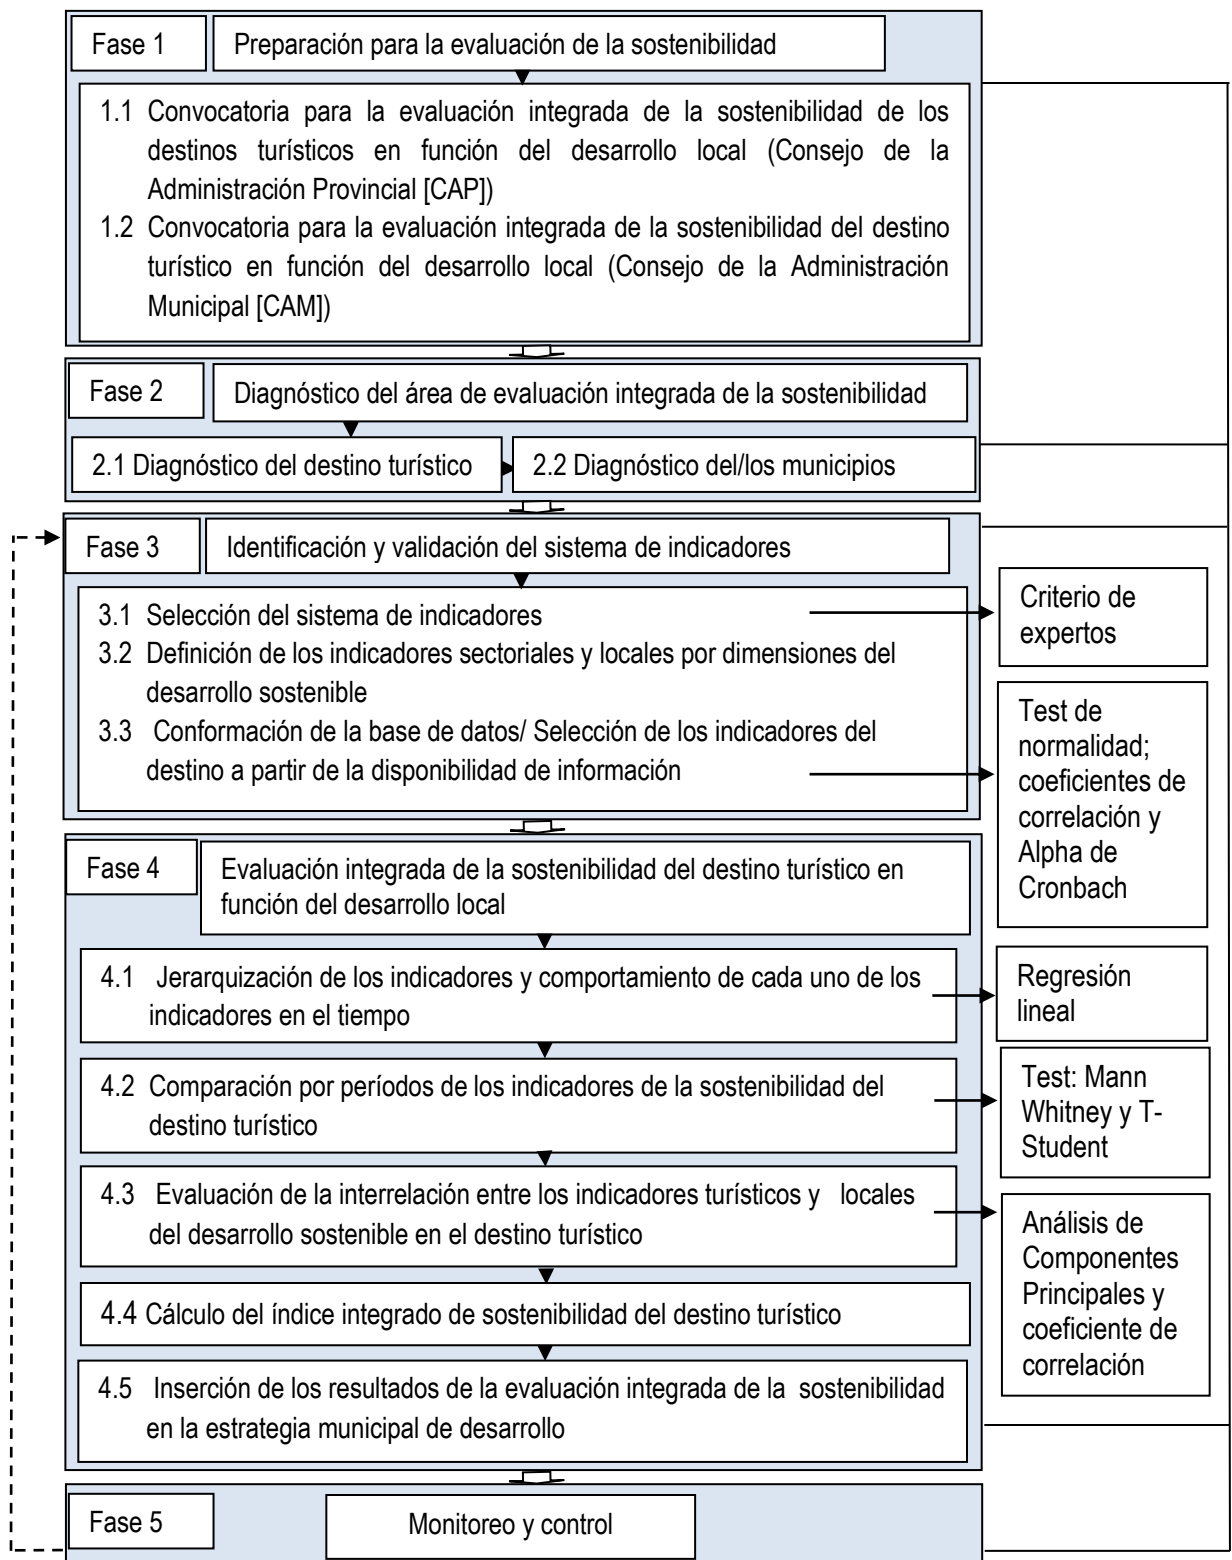 Fase 1
Preparación para la evaluación de la sostenibilidad
1.1 Convocatoria para la evaluación integrada de la sostenibilidad de los
destinos turísticos en función del desarrollo local (Consejo de la
Administración Provincial [CAP])
1.2 Convocatoria para la evaluación integrada de la sostenibilidad del destino
turístico en función del desarrollo local (Consejo de la Administración
Municipal [CAM])
Fase 2
Diagnóstico del área de evaluación integrada de la sostenibilidad
2.1 Diagnóstico del destino turístico
2.2 Diagnóstico del/los municipios
Fase 3
Identificación y validación del sistema de indicadores
3.1 Selección del sistema de indicadores
3.2 Definición de los indicadores sectoriales y locales por dimensiones del
desarrollo sostenible
3.3 Conformación de la base de datos/ Selección de los indicadores del
destino a partir de la disponibilidad de información
Criterio de
expertos
Test de
normalidad;
coeficientes de
correlación y
Alpha de
Cronbach
Fase 4
Evaluación integrada de la sostenibilidad del destino turístico en
función del desarrollo local
4.1 Jerarquización de los indicadores y comportamiento de cada uno de los
indicadores en el tiempo
Regresión
lineal
4.2 Comparación por períodos de los indicadores de la sostenibilidad del
destino turístico
Test: Mann
Whitney y T-
Student
4.3 Evaluación de la interrelación entre los indicadores turísticos y locales
del desarrollo sostenible en el destino turístico
Análisis de
Componentes
Principales y
coeficiente de
correlación
4.4 Cálculo del índice integrado de sostenibilidad del destino turístico
4.5 Inserción de los resultados de la evaluación integrada de la sostenibilidad
en la estrategia municipal de desarrollo
Fase 5
Monitoreo y control